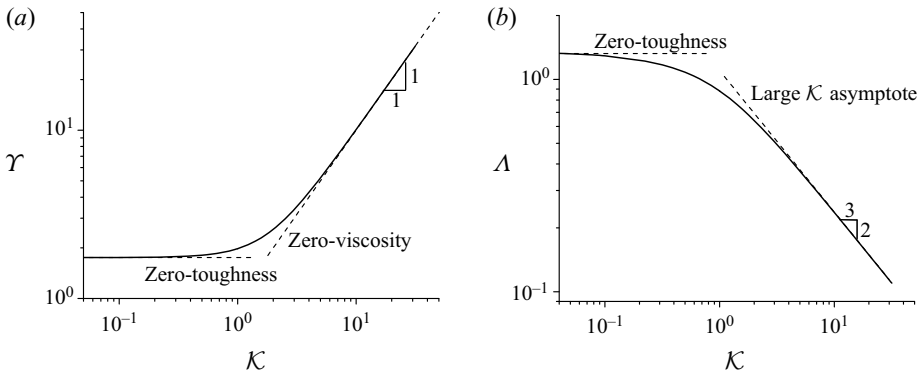 (a)
10¹
ϒ
10⁰
Zero-toughness
Zero-viscosity
1
1
10⁻¹
10⁰
10¹
𝒦
(b)
10⁰
Λ
10⁻¹
Zero-toughness
Large 𝒦 asymptote
3
2
10⁻¹
10⁰
10¹
𝒦